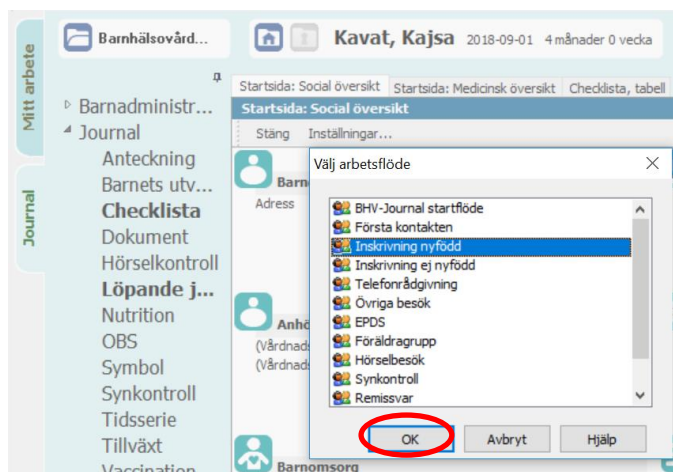 Barnhälsovård...
Kavat, Kajsa 2018-09-01 4 månader 0 vecka
Mitt arbete
Journal
Barnadministr...
Journal
Anteckning
Barnets utv...
Checklista
Dokument
Hörselkontroll
Löpande j...
Nutrition
OBS
Symbol
Synkontroll
Tidsserie
Tillväxt
Vaccination
Startsida: Social översikt Startsida: Medicinsk översikt Checklista, tabell
Startsida: Social översikt
Stäng Inställningar...
Barn
Adress
Anhö
(Vårdnads
(Vårdnads
Barnomsorg
Välj arbetsflöde
BHV-Journal startflöde
Första kontakten
Inskrivning nyfödd
Inskrivning ej nyfödd
Telefonrådgivning
Övriga besök
EPDS
Föräldragrupp
Hörselbesök
Synkontroll
Remissvar
OK Avbryt Hjälp